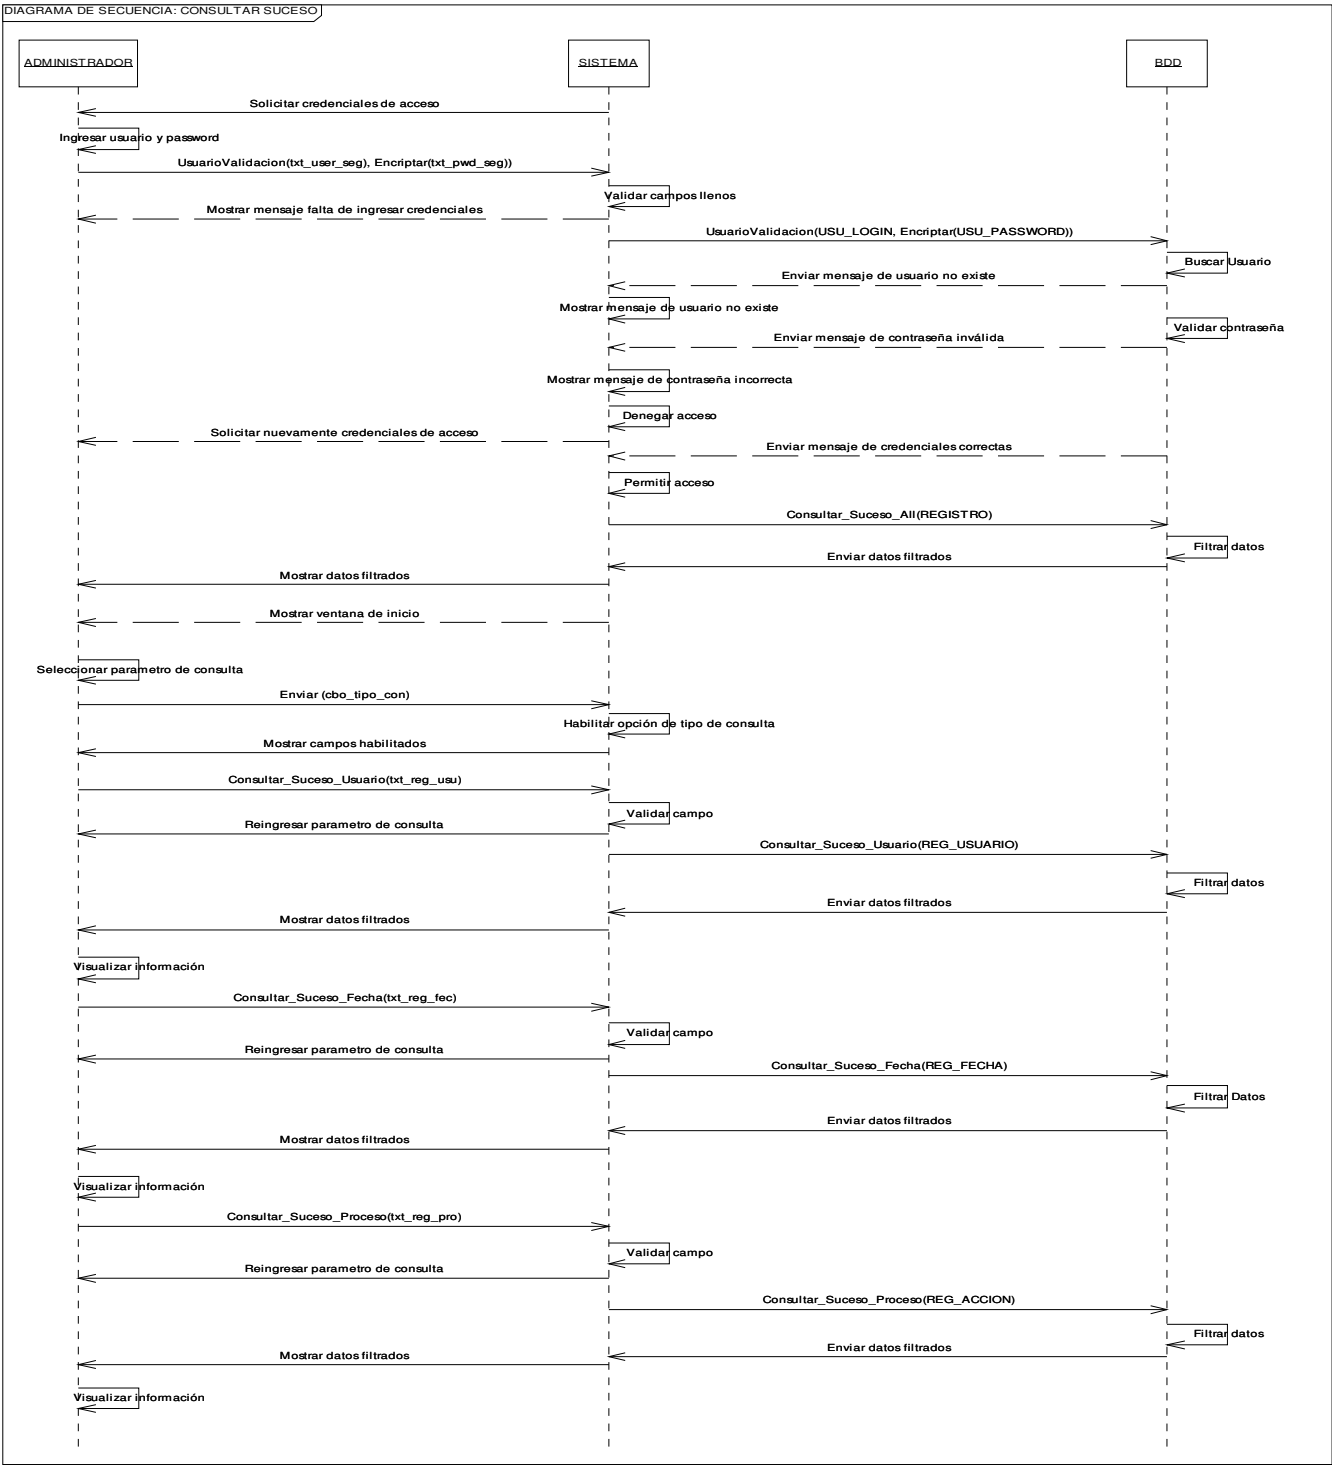 DIAGRAMA DE SECUENCIA: CONSULTAR SUCESO
ADMINISTRADOR
SISTEMA
BDD
Solicitar credenciales de acceso
Ingresar usuario y password
UsuarioValidacion(txt_user_seg), Encriptar(txt_pwd_seg))
Validar campos llenos
Mostrar mensaje falta de ingresar credenciales
UsuarioValidacion(USU_LOGIN, Encriptar(USU_PASSWORD))
Buscar Usuario
Enviar mensaje de usuario no existe
Mostrar mensaje de usuario no existe
Validar contraseña
Enviar mensaje de contraseña inválida
Mostrar mensaje de contraseña incorrecta
Denegar acceso
Solicitar nuevamente credenciales de acceso
Enviar mensaje de credenciales correctas
Permitir acceso
Consultar_Suceso_All(REGISTRO)
Filtrar datos
Enviar datos filtrados
Mostrar datos filtrados
Mostrar ventana de inicio
Seleccionar parametro de consulta
Enviar (cbo_tipo_con)
Habilitar opción de tipo de consulta
Mostrar campos habilitados
Consultar_Suceso_Usuario(txt_reg_usu)
Validar campo
Reingresar parametro de consulta
Consultar_Suceso_Usuario(REG_USUARIO)
Filtrar datos
Enviar datos filtrados
Mostrar datos filtrados
Visualizar información
Consultar_Suceso_Fecha(txt_reg_fec)
Validar campo
Reingresar parametro de consulta
Consultar_Suceso_Fecha(REG_FECHA)
Filtrar Datos
Enviar datos filtrados
Mostrar datos filtrados
Visualizar información
Consultar_Suceso_Proceso(txt_reg_pro)
Validar campo
Reingresar parametro de consulta
Consultar_Suceso_Proceso(REG_ACCION)
Filtrar datos
Enviar datos filtrados
Mostrar datos filtrados
Visualizar información